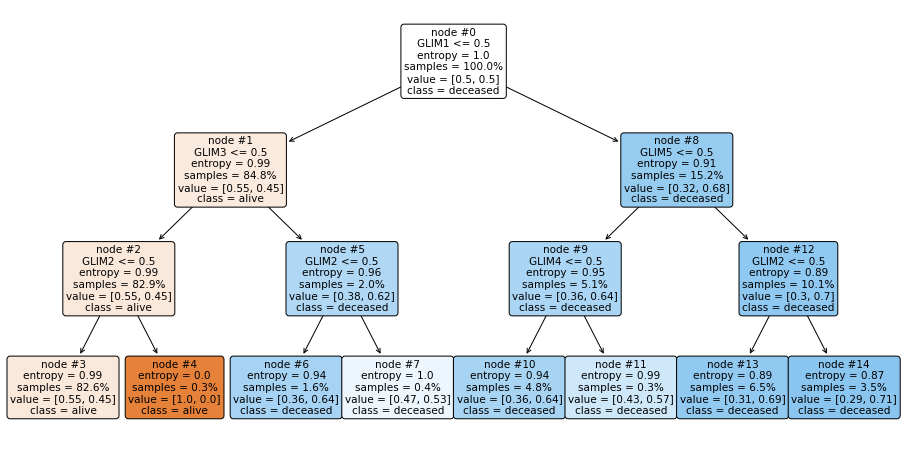 node #0
GLIM1 <= 0.5
entropy = 1.0
samples = 100.0%
value = [0.5, 0.5]
class = deceased
node #1
GLIM3 <= 0.5
entropy = 0.99
samples = 84.8%
value = [0.55, 0.45]
class = alive
node #8
GLIM5 <= 0.5
entropy = 0.91
samples = 15.2%
value = [0.32, 0.68]
class = deceased
node #2
GLIM2 <= 0.5
entropy = 0.99
samples = 82.9%
value = [0.55, 0.45]
class = alive
node #5
GLIM2 <= 0.5
entropy = 0.96
samples = 2.0%
value = [0.38, 0.62]
class = deceased
node #9
GLIM4 <= 0.5
entropy = 0.95
samples = 5.1%
value = [0.36, 0.64]
class = deceased
node #12
GLIM2 <= 0.5
entropy = 0.89
samples = 10.1%
value = [0.3, 0.7]
class = deceased
node #3
entropy = 0.99
samples = 82.6%
value = [0.55, 0.45]
class = alive
node #4
entropy = 0.0
samples = 0.3%
value = [1.0, 0.0]
class = alive
node #6
entropy = 0.94
samples = 1.6%
value = [0.36, 0.64]
class = deceased
node #7
entropy = 1.0
samples = 0.4%
value = [0.47, 0.53]
class = deceased
node #10
entropy = 0.94
samples = 4.8%
value = [0.36, 0.64]
class = deceased
node #11
entropy = 0.99
samples = 0.3%
value = [0.43, 0.57]
class = deceased
node #13
entropy = 0.89
samples = 6.5%
value = [0.31, 0.69]
class = deceased
node #14
entropy = 0.87
samples = 3.5%
value = [0.29, 0.71]
class = deceased